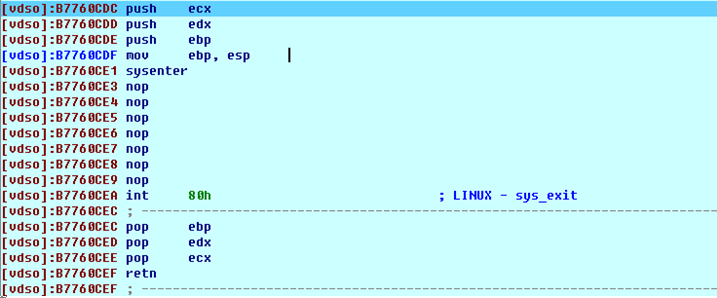 [vdso]:B7760CDC push    ecx
[vdso]:B7760CDD push    edx
[vdso]:B7760CDE push    ebp
[vdso]:B7760CDF mov     ebp, esp
[vdso]:B7760CE1 sysenter
[vdso]:B7760CE3 nop
[vdso]:B7760CE4 nop
[vdso]:B7760CE5 nop
[vdso]:B7760CE6 nop
[vdso]:B7760CE7 nop
[vdso]:B7760CE8 nop
[vdso]:B7760CE9 nop
[vdso]:B7760CEA int     80h                             ; LINUX - sys_exit
[vdso]:B7760CEC ; ---------------------------------------------------------------------------
[vdso]:B7760CEC pop     ebp
[vdso]:B7760CED pop     edx
[vdso]:B7760CEE pop     ecx
[vdso]:B7760CEF retn
[vdso]:B7760CEF ; ---------------------------------------------------------------------------